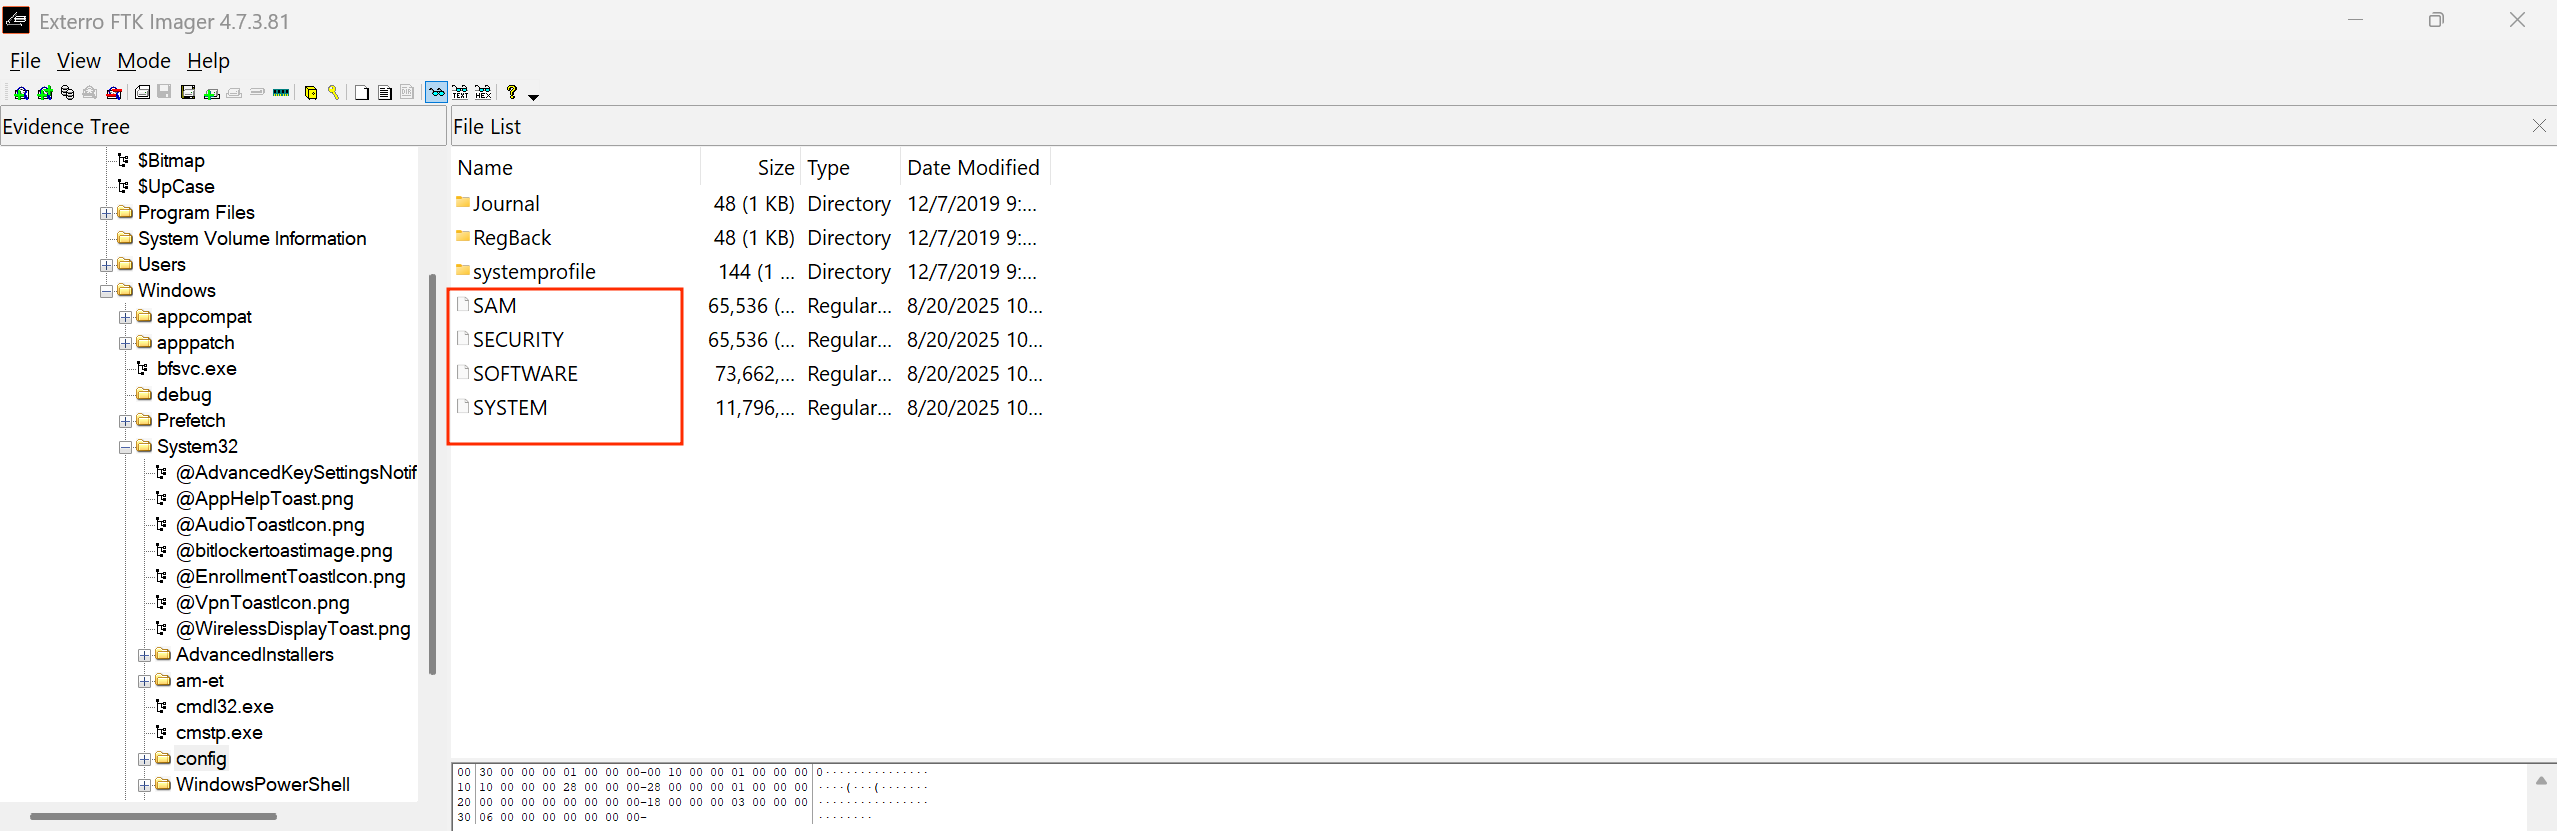 Exterro FTK Imager 4.7.3.81
File View Mode Help
Evidence Tree
$Bitmap
$UpCase
Program Files
System Volume Information
Users
Windows
appcompat
apppatch
bfsvc.exe
debug
Prefetch
System32
@AdvancedKeySettingsNotif
@AppHelpToast.png
@AudioToastIcon.png
@bitlockertoastimage.png
@EnrollmentToastIcon.png
@VpnToastIcon.png
@WirelessDisplayToast.png
AdvancedInstallers
am-et
cmdl32.exe
cmstp.exe
config
WindowsPowerShell
File List
Name Size Type Date Modified
Journal 48 (1 KB) Directory 12/7/2019 9:...
RegBack 48 (1 KB) Directory 12/7/2019 9:...
systemprofile 144 (1 ... Directory 12/7/2019 9:...
SAM 65,536 (... Regular... 8/20/2025 10...
SECURITY 65,536 (... Regular... 8/20/2025 10...
SOFTWARE 73,662,... Regular... 8/20/2025 10...
SYSTEM 11,796,... Regular... 8/20/2025 10...
00 30 00 00 00 01 00 00 00-00 10 00 00 01 00 00 00 0···············
10 10 00 00 00 28 00 00 00-28 00 00 00 01 00 00 00 ····(···(·······
20 00 00 00 00 00 00 00 00-18 00 00 00 03 00 00 00 ················
30 06 00 00 00 00 00 00 00- ········